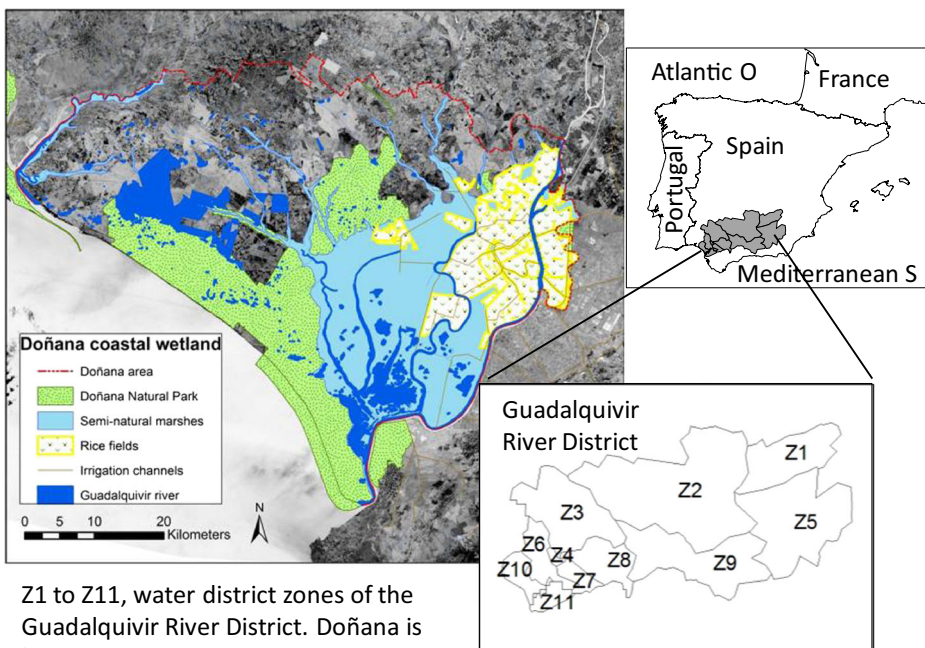 Atlantic O
France
Spain
Portugal
Mediterranean S
Doñana coastal wetland
Doñana area
Doñana Natural Park
Semi-natural marshes
Rice fields
Irrigation channels
Guadalquivir river
N
0 5 10 20
Kilometers
Guadalquivir
River District
Z1
Z2
Z3
Z5
Z6
Z4
Z8
Z9
Z10
Z7
Z11
Z1 to Z11, water district zones of the
Guadalquivir River District. Doñana is